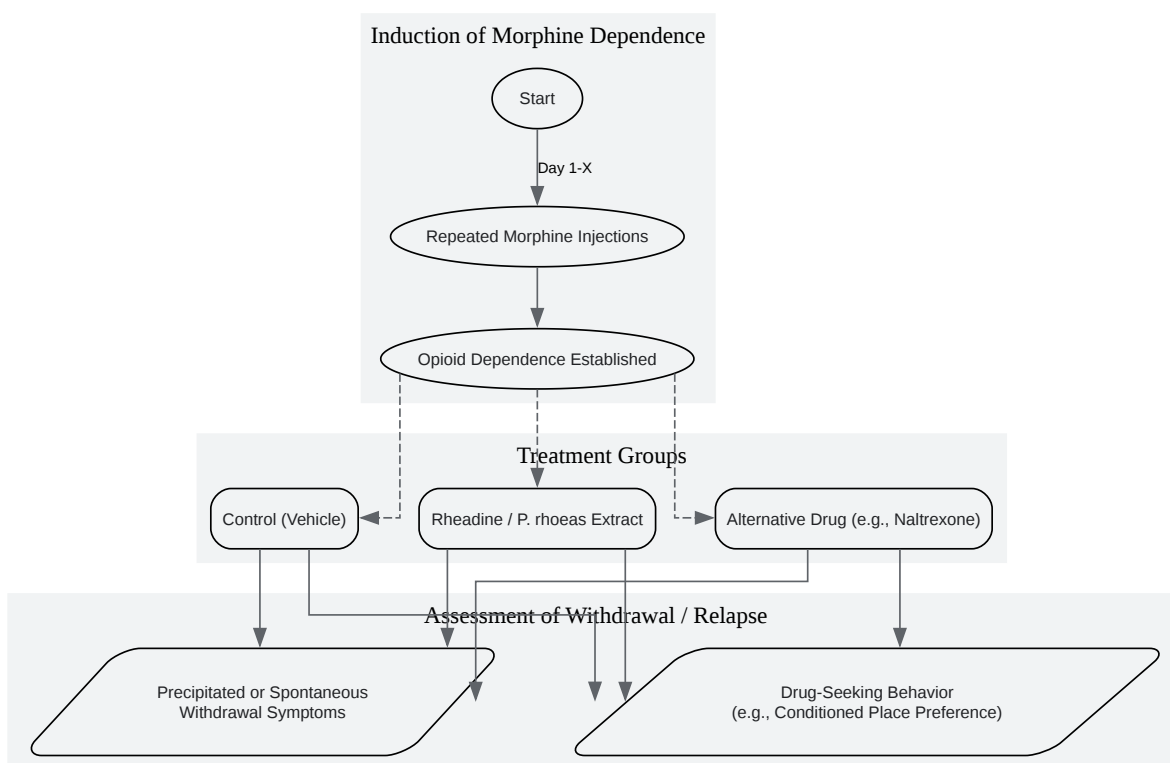 Induction of Morphine Dependence
Start
Day 1-X
Repeated Morphine Injections
Opioid Dependence Established
Treatment Groups
Control (Vehicle)
Rheadine / P. rhoeas Extract
Alternative Drug (e.g., Naltrexone)
Assessment of Withdrawal / Relapse
Precipitated or Spontaneous
Withdrawal Symptoms
Drug-Seeking Behavior
(e.g., Conditioned Place Preference)